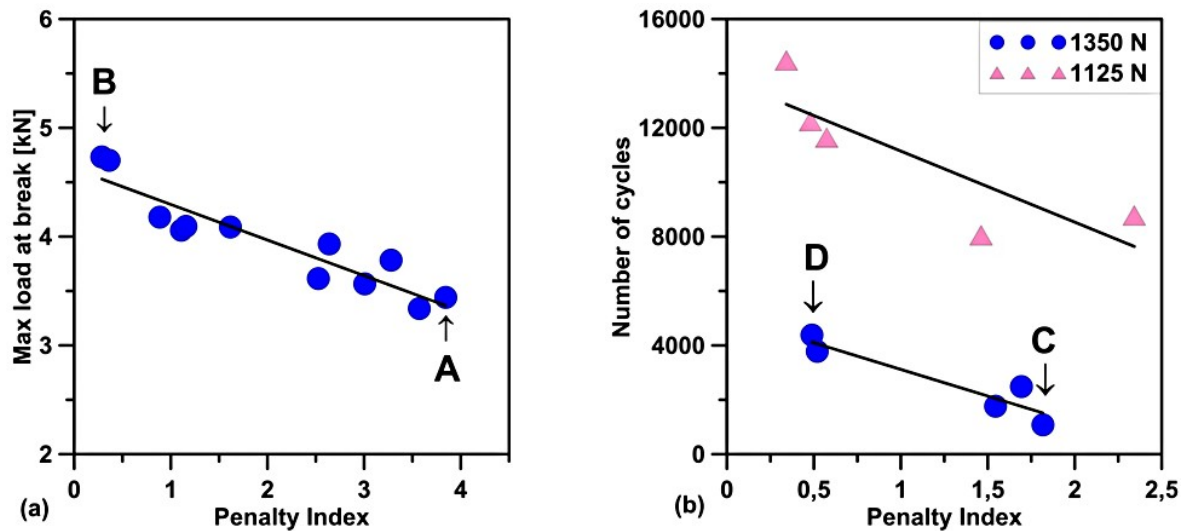 6
5
4
3
2
0
1
2
3
4
Max load at break [kN]
Penalty Index
(a)
B
A
16000
12000
8000
4000
0
0
0,5
1
1,5
2
2,5
Number of cycles
Penalty Index
(b)
1350 N
1125 N
D
C